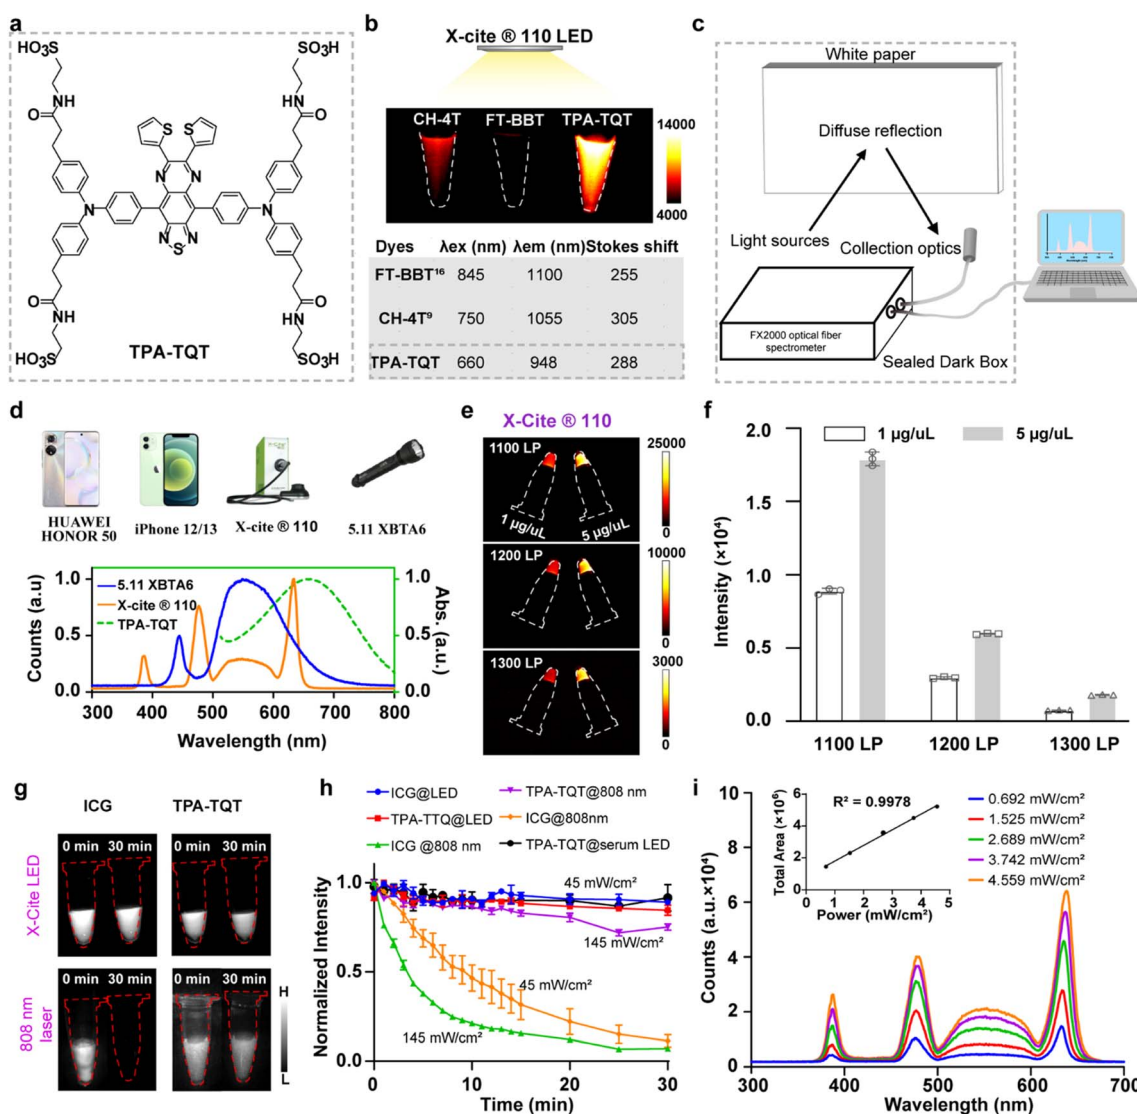 a
HO₃S
SO₃H
NH
HN
O
O
S
S
N
N
N
N
N
N
S
O
O
NH
HN
HO₃S
SO₃H
TPA-TQT
b
X-cite ® 110 LED
CH-4T FT-BBT TPA-TQT
14000
4000
Dyes λex (nm) λem (nm) Stokes shift
FT-BBT¹⁶ 845 1100 255
CH-4T⁹ 750 1055 305
TPA-TQT 660 948 288
c
White paper
Diffuse reflection
Light sources
Collection optics
FX2000 optical fiber
spectrometer
Sealed Dark Box
d
HUAWEI
HONOR 50
iPhone 12/13
X-cite ® 110
5.11 XBTA6
5.11 XBTA6
X-cite ® 110
TPA-TQT
Counts (a.u)
1.0
0.5
0.0
1.0
0.5
0.0
Abs. (a.u.)
300 400 500 600 700 800
Wavelength (nm)
e
X-Cite ® 110
1100 LP
1 µg/uL
5 µg/uL
25000
0
1200 LP
10000
0
1300 LP
3000
0
f
1 µg/uL
5 µg/uL
Intensity (×10⁴)
2.0
1.5
1.0
0.5
0.0
1100 LP 1200 LP 1300 LP
g
ICG TPA-TQT
X-Cite LED
0 min 30 min 0 min 30 min
808 nm
laser
0 min 30 min 0 min 30 min
H
L
h
ICG@LED
TPA-TTQ@LED
ICG @808 nm
TPA-TQT@808 nm
ICG@808nm
TPA-TQT@serum LED
Normalized Intensity
1.0
0.5
0.0
45 mW/cm²
145 mW/cm²
45 mW/cm²
145 mW/cm²
0 10 20 30
Time (min)
i
Counts (a.u.×10⁴)
10
8
6
4
2
0
R² = 0.9978
Total Area (×10⁶)
6
4
2
0
0 1 2 3 4 5
Power (mW/cm²)
0.692 mW/cm²
1.525 mW/cm²
2.689 mW/cm²
3.742 mW/cm²
4.559 mW/cm²
300 400 500 600 700
Wavelength (nm)